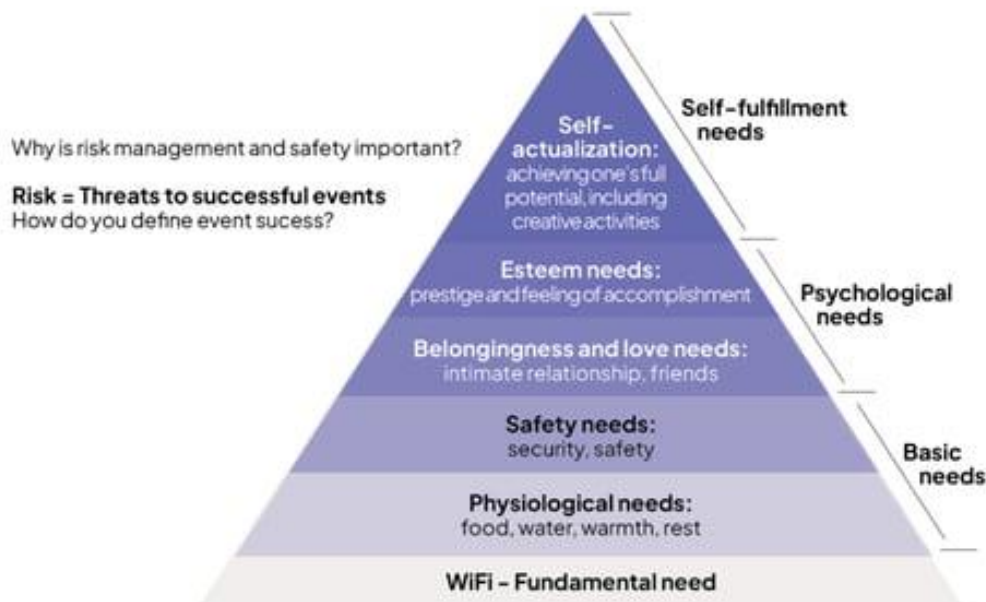 Why is risk management and safety important?
Risk = Threats to successful events
How do you define event sucess?
Self-
actualization:
achieving one's full
potential, including
creative activities
Esteem needs:
prestige and feeling of accomplishment
Belongingness and love needs:
intimate relationship, friends
Safety needs:
security, safety
Physiological needs:
food, water, warmth, rest
WiFi - Fundamental need
Self-fulfillment
needs
Psychological
needs
Basic
needs